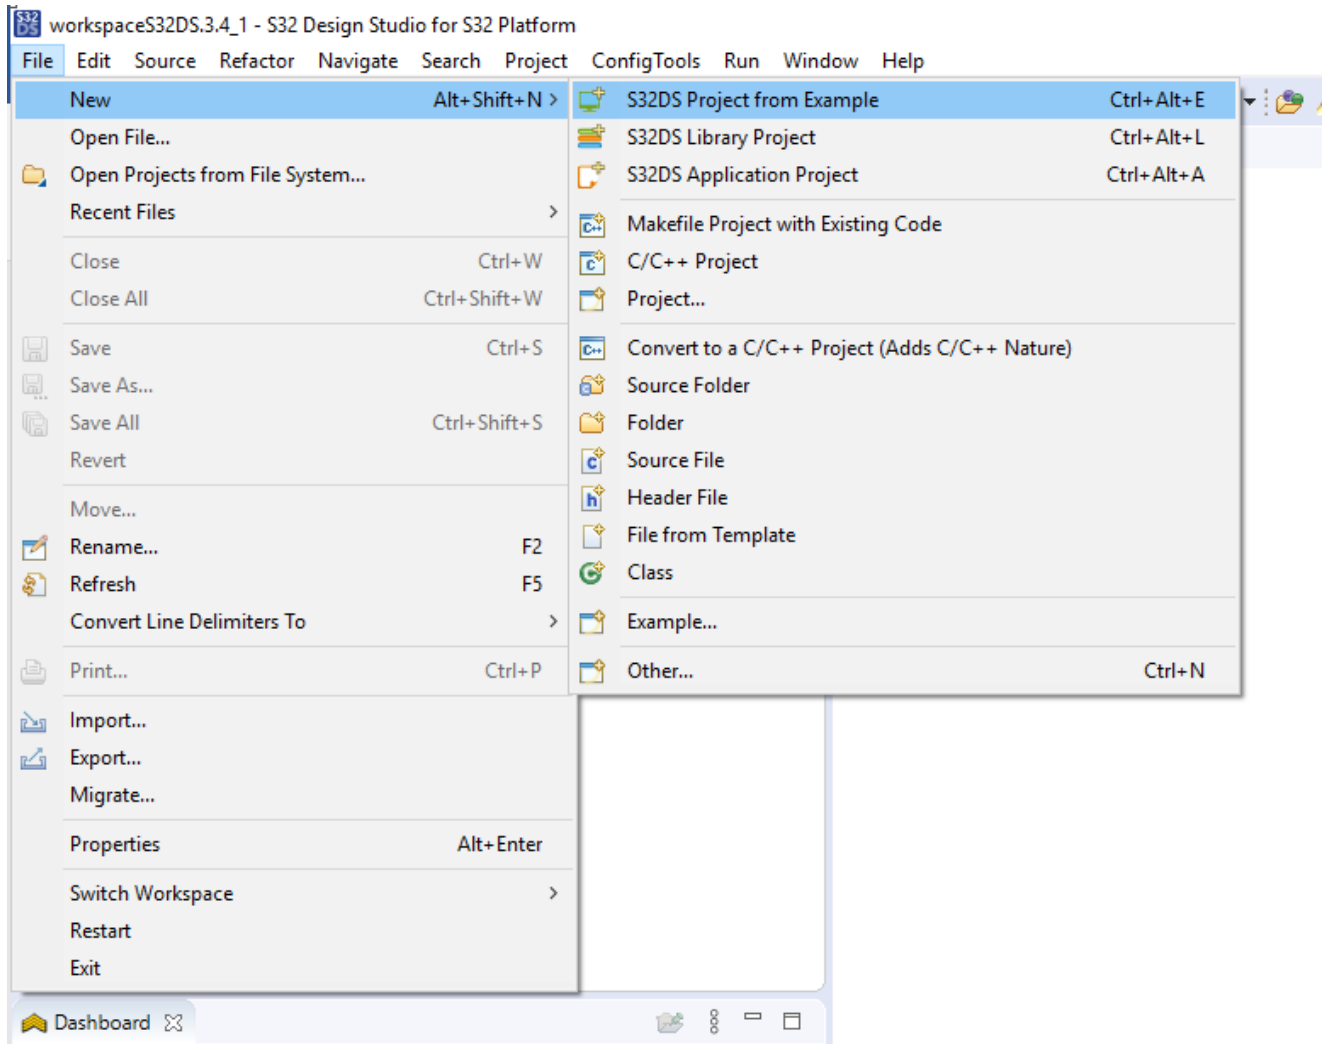 S32 DS workspaceS32DS.3.4_1 - S32 Design Studio for S32 Platform
File Edit Source Refactor Navigate Search Project ConfigTools Run Window Help
New Alt+Shift+N >
Open File...
Open Projects from File System...
Recent Files >
Close Ctrl+W
Close All Ctrl+Shift+W
Save Ctrl+S
Save As...
Save All Ctrl+Shift+S
Revert
Move...
Rename... F2
Refresh F5
Convert Line Delimiters To >
Print... Ctrl+P
Import...
Export...
Migrate...
Properties Alt+Enter
Switch Workspace >
Restart
Exit
S32DS Project from Example Ctrl+Alt+E
S32DS Library Project Ctrl+Alt+L
S32DS Application Project Ctrl+Alt+A
Makefile Project with Existing Code
C/C++ Project
Project...
Convert to a C/C++ Project (Adds C/C++ Nature)
Source Folder
Folder
Source File
Header File
File from Template
Class
Example...
Other... Ctrl+N
Dashboard